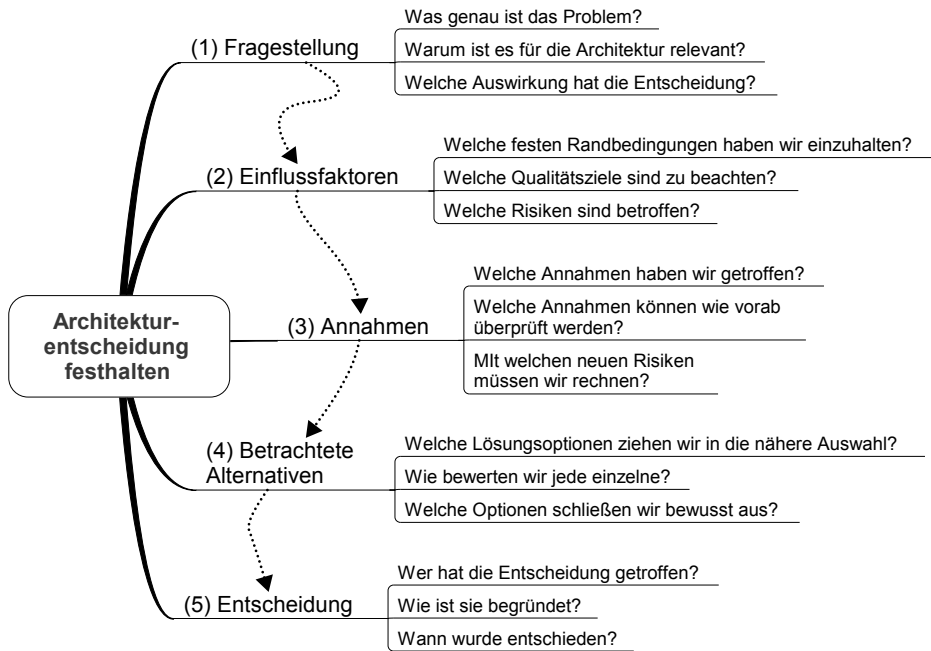 Architektur-
entscheidung
festhalten
(1) Fragestellung
Was genau ist das Problem?
Warum ist es für die Architektur relevant?
Welche Auswirkung hat die Entscheidung?
(2) Einflussfaktoren
Welche festen Randbedingungen haben wir einzuhalten?
Welche Qualitätsziele sind zu beachten?
Welche Risiken sind betroffen?
(3) Annahmen
Welche Annahmen haben wir getroffen?
Welche Annahmen können wie vorab
überprüft werden?
MIt welchen neuen Risiken
müssen wir rechnen?
(4) Betrachtete
Alternativen
Welche Lösungsoptionen ziehen wir in die nähere Auswahl?
Wie bewerten wir jede einzelne?
Welche Optionen schließen wir bewusst aus?
(5) Entscheidung
Wer hat die Entscheidung getroffen?
Wie ist sie begründet?
Wann wurde entschieden?